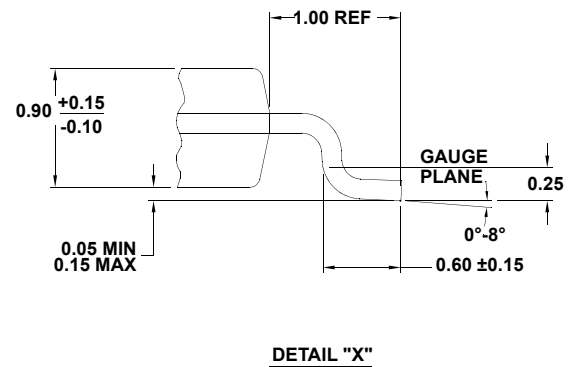 1.00 REF
0.90 +0.15
-0.10
GAUGE
PLANE
0.25
0°-8°
0.05 MIN
0.15 MAX
0.60 ±0.15
DETAIL "X"